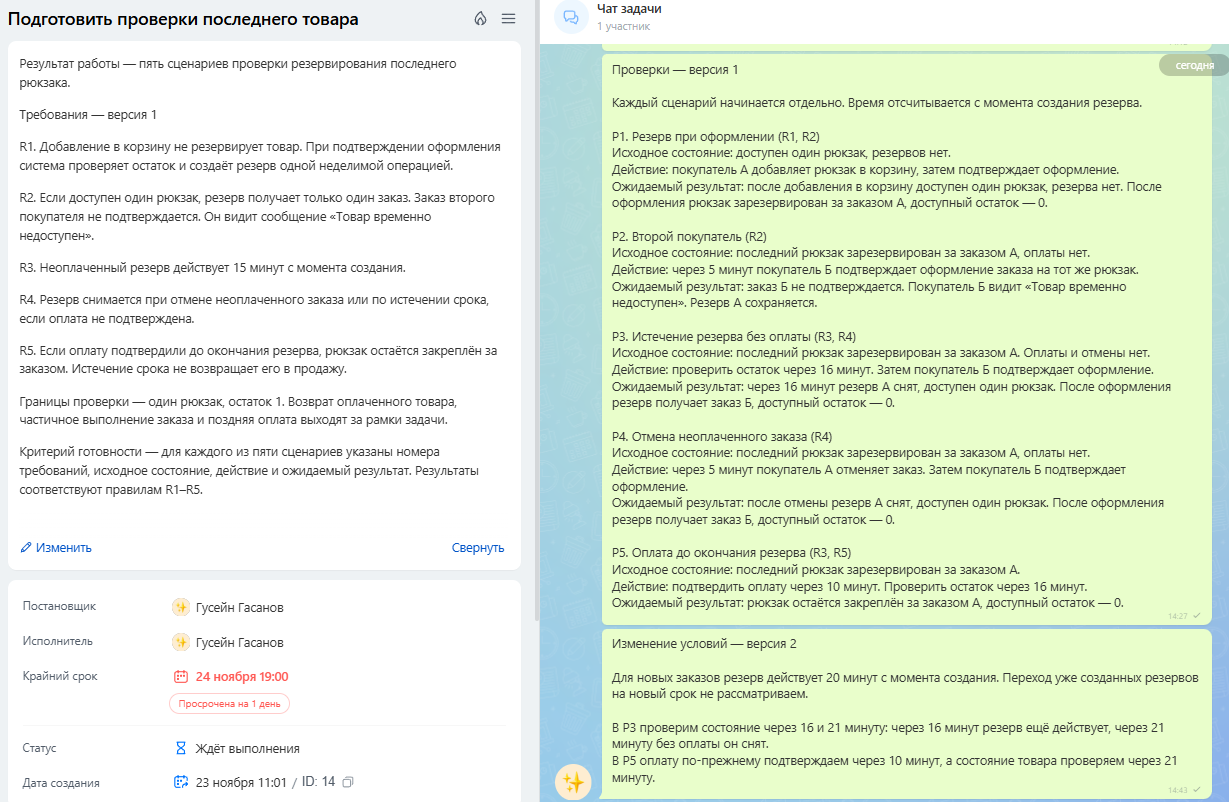 Подготовить проверки последнего товара
Результат работы — пять сценариев проверки резервирования последнего
рюкзака.
Требования — версия 1
R1. Добавление в корзину не резервирует товар. При подтверждении оформления
система проверяет остаток и создаёт резерв одной неделимой операцией.
R2. Если доступен один рюкзак, резерв получает только один заказ. Заказ второго
покупателя не подтверждается. Он видит сообщение «Товар временно
недоступен».
R3. Неоплаченный резерв действует 15 минут с момента создания.
R4. Резерв снимается при отмене неоплаченного заказа или по истечении срока,
если оплата не подтверждена.
R5. Если оплату подтвердили до окончания резерва, рюкзак остаётся закреплён за
заказом. Истечение срока не возвращает его в продажу.
Границы проверки — один рюкзак, остаток 1. Возврат оплаченного товара,
частичное выполнение заказа и поздняя оплата выходят за рамки задачи.
Критерий готовности — для каждого из пяти сценариев указаны номера
требований, исходное состояние, действие и ожидаемый результат. Результаты
соответствуют правилам R1–R5.
Изменить
Свернуть
Постановщик
Гусейн Гасанов
Исполнитель
Гусейн Гасанов
Крайний срок
24 ноября 19:00
Просрочена на 1 день
Статус
Ждёт выполнения
Дата создания
23 ноября 11:01 / ID: 14
Чат задачи
1 участник
сегодня
Проверки — версия 1
Каждый сценарий начинается отдельно. Время отсчитывается с момента создания резерва.
P1. Резерв при оформлении (R1, R2)
Исходное состояние: доступен один рюкзак, резервов нет.
Действие: покупатель А добавляет рюкзак в корзину, затем подтверждает оформление.
Ожидаемый результат: после добавления в корзину доступен один рюкзак, резерва нет. После
оформления рюкзак зарезервирован за заказом А, доступный остаток — 0.
P2. Второй покупатель (R2)
Исходное состояние: последний рюкзак зарезервирован за заказом А, оплаты нет.
Действие: через 5 минут покупатель Б подтверждает оформление заказа на тот же рюкзак.
Ожидаемый результат: заказ Б не подтверждается. Покупатель Б видит «Товар временно
недоступен». Резерв А сохраняется.
P3. Истечение резерва без оплаты (R3, R4)
Исходное состояние: последний рюкзак зарезервирован за заказом А. Оплаты и отмены нет.
Действие: проверить остаток через 16 минут. Затем покупатель Б подтверждает оформление.
Ожидаемый результат: через 16 минут резерв А снят, доступен один рюкзак. После оформления
резерв получает заказ Б, доступный остаток — 0.
P4. Отмена неоплаченного заказа (R4)
Исходное состояние: последний рюкзак зарезервирован за заказом А, оплаты нет.
Действие: через 5 минут покупатель А отменяет заказ. Затем покупатель Б подтверждает
оформление.
Ожидаемый результат: после отмены резерв А снят, доступен один рюкзак. После оформления
резерв получает заказ Б, доступный остаток — 0.
P5. Оплата до окончания резерва (R3, R5)
Исходное состояние: последний рюкзак зарезервирован за заказом А.
Действие: подтвердить оплату через 10 минут. Проверить остаток через 16 минут.
Ожидаемый результат: рюкзак остаётся закреплён за заказом А, доступный остаток — 0.
14:27
Изменение условий — версия 2
Для новых заказов резерв действует 20 минут с момента создания. Переход уже созданных резервов
на новый срок не рассматриваем.
В P3 проверим состояние через 16 и 21 минуту: через 16 минут резерв ещё действует, через 21
минуту без оплаты он снят.
В P5 оплату по-прежнему подтверждаем через 10 минут, а состояние товара проверяем через 21
минуту.
14:43